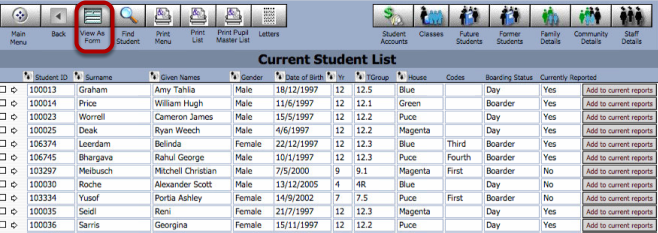 Main Menu Back View As Form Find Student Print Menu Print List Print Pupil Master List Letters Student Accounts Classes Future Students Former Students Family Details Community Details Staff Details
Current Student List
Student ID Surname Given Names Gender Date of Birth Yr TGroup House Codes Boarding Status Currently Reported
100013 Graham Amy Tahlia Male 18/12/1997 12 12.5 Blue Day Yes Add to current reports
100014 Price William Hugh Male 11/6/1997 12 12.1 Green Boarder Yes Add to current reports
100023 Worrell Cameron James Male 15/5/1997 12 12.2 Puce Day Yes Add to current reports
100025 Deak Ryan Weech Male 4/6/1997 12 12.2 Magenta Day Yes Add to current reports
106374 Leerdam Belinda Female 22/12/1997 12 12.3 Blue Third Boarder Yes Add to current reports
106745 Bhargava Rahul George Male 10/1/1997 12 12.3 Puce Fourth Boarder Yes Add to current reports
103297 Meibusch Mitchell Christian Male 7/5/2000 9 9.1 Magenta First Boarder No Add to current reports
100030 Roche Alexander Scott Male 13/12/2005 4 4R Blue Day No Add to current reports
103334 Yusof Portia Ashley Female 14/9/2002 7 7.5 Puce First Boarder No Add to current reports
100035 Seidl Reni Female 21/7/1997 12 12.3 Magenta Day Yes Add to current reports
100036 Sarris Georgina Female 15/11/1997 12 12.2 Puce Day Yes Add to current reports